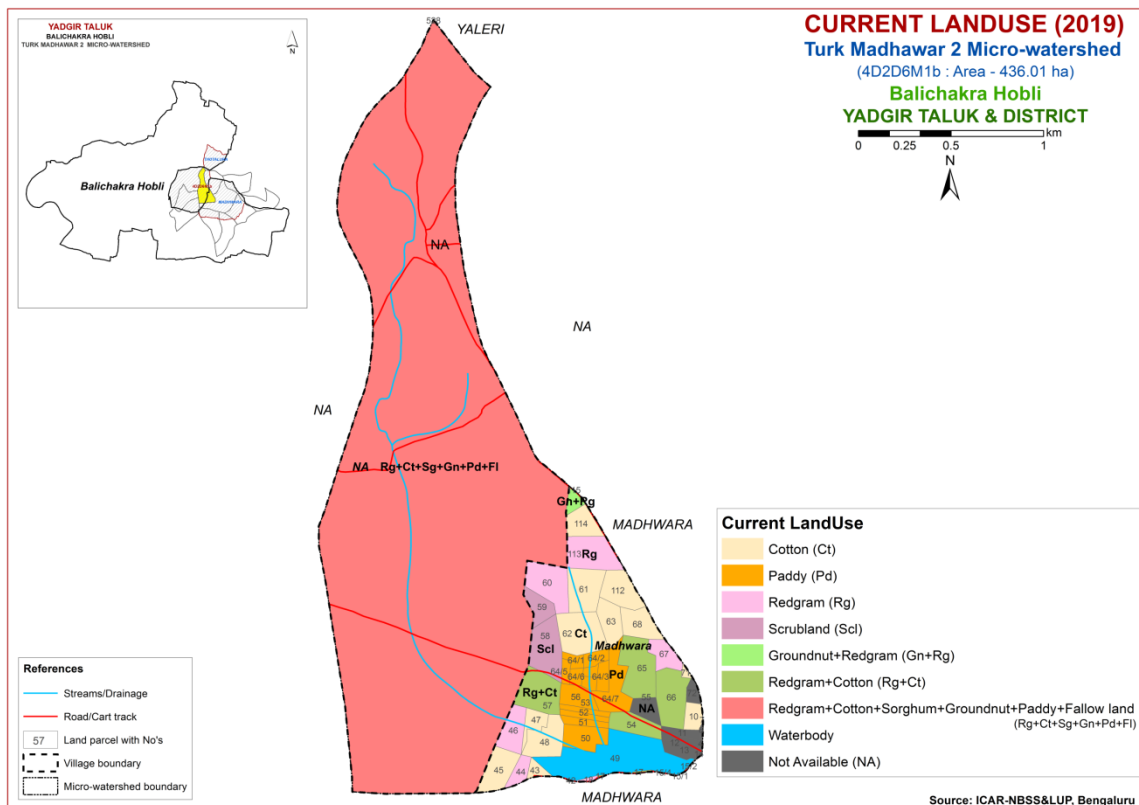 YADGIR TALUK
BALICHAKRA HOBLI
TURK MADHAWAR 2 MICRO-WATERSHED
N
Balichakra Hobli
CURRENT LANDUSE (2019)
Turk Madhawar 2 Micro-watershed
(4D2D6M1b : Area - 436.01 ha)
Balichakra Hobli
YADGIR TALUK & DISTRICT
km
0 0.25 0.5 1
N
YALERI
NA
NA
NA
NA Rg+Ct+Sg+Gn+Pd+Fl
Gn+Rg
MADHWARA
114
113 Rg
60
61
112
59
63
68
58
62 Ct
Madhwara
Scl
64/1
64/2
65
67
64/5
64/6
64/3
Pd
Rg+Ct
57
56
64/7
55
NA
66
53
52
51
54
10
46
47
48
50
49
45
44
43
MADHWARA
References
Streams/Drainage
Road/Cart track
57 Land parcel with No's
Village boundary
Micro-watershed boundary
Current LandUse
Cotton (Ct)
Paddy (Pd)
Redgram (Rg)
Scrubland (Scl)
Groundnut+Redgram (Gn+Rg)
Redgram+Cotton (Rg+Ct)
Redgram+Cotton+Sorghum+Groundnut+Paddy+Fallow land
(Rg+Ct+Sg+Gn+Pd+Fl)
Waterbody
Not Available (NA)
Source: ICAR-NBSS&LUP, Bengaluru